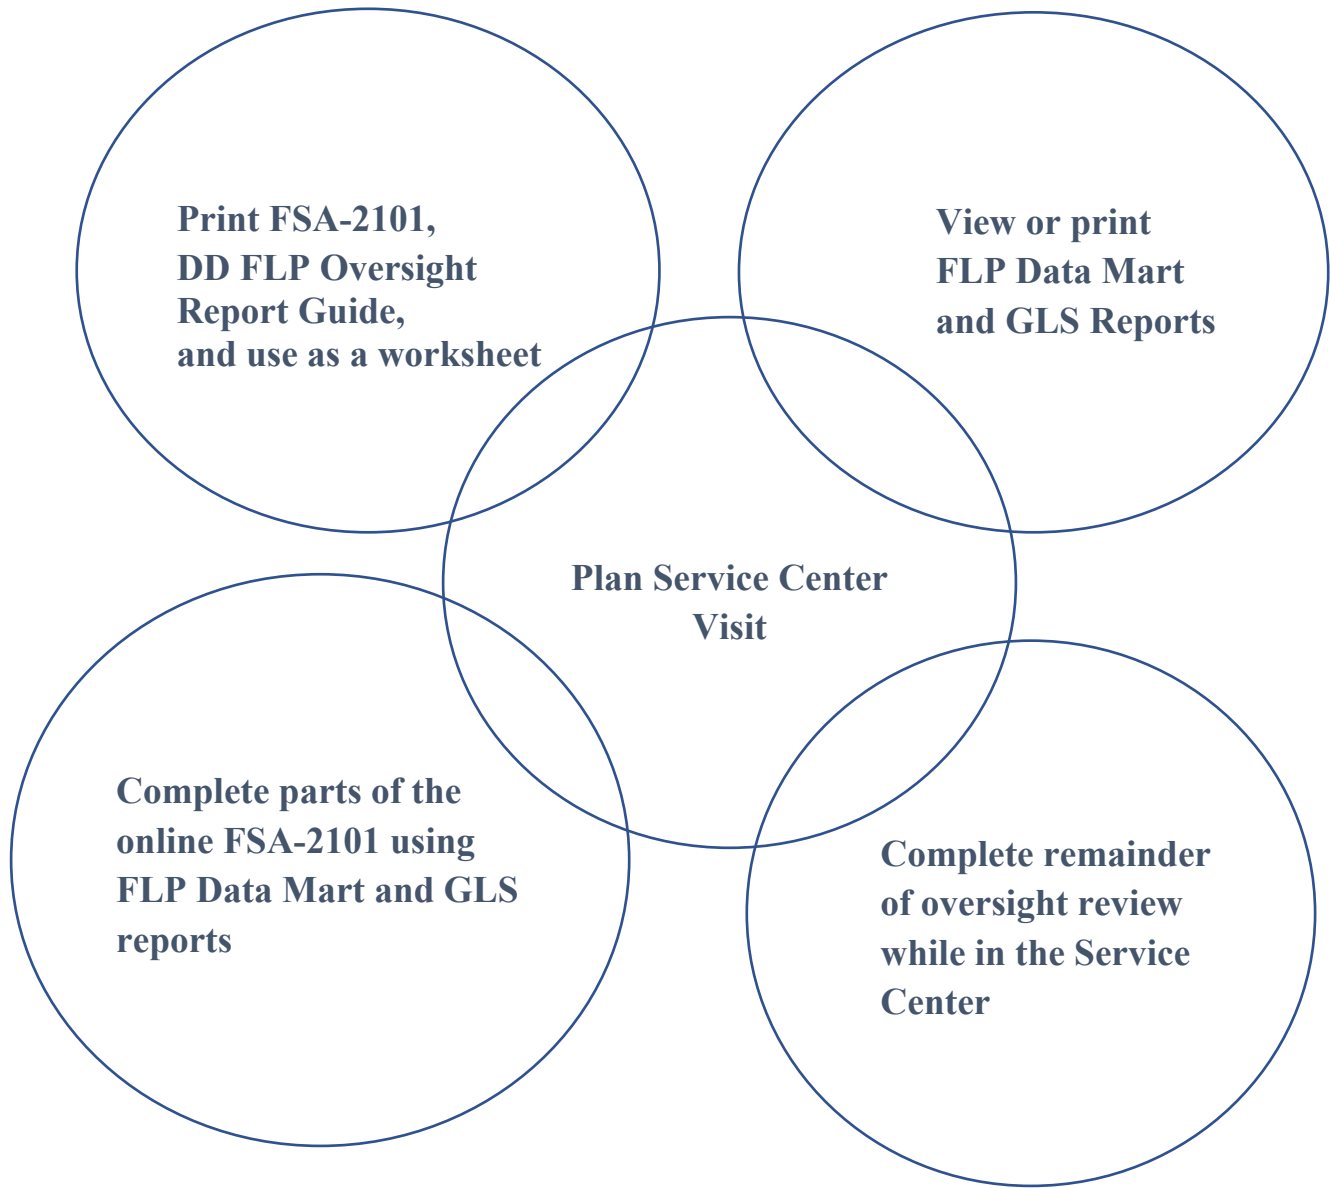 Print FSA-2101,
DD FLP Oversight
Report Guide,
and use as a worksheet
View or print
FLP Data Mart
and GLS Reports
Plan Service Center
Visit
Complete parts of the
online FSA-2101 using
FLP Data Mart and GLS
reports
Complete remainder
of oversight review
while in the Service
Center